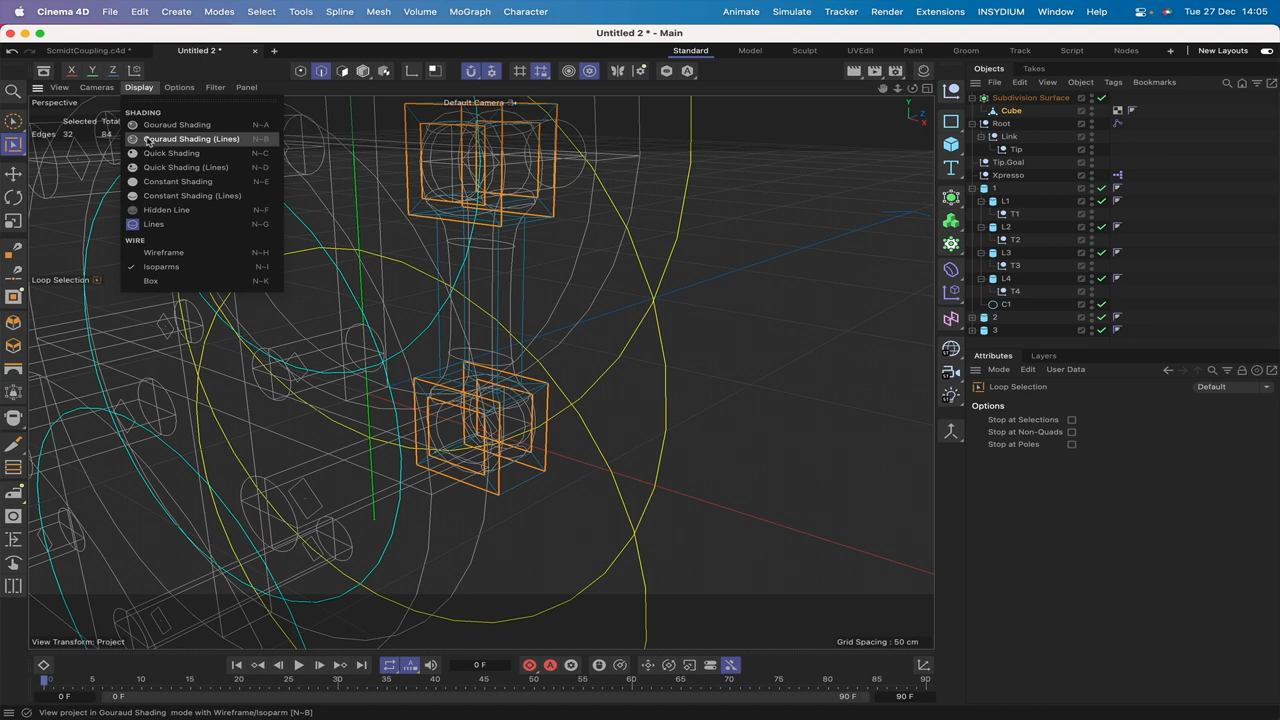 Cinema 4D File Edit Create Modes Select Tools Spline Mesh Volume MoGraph Character Animate Simulate Tracker Render Extensions INSYDIUM Window Help Tue 27 Dec 14:05
Untitled 2 * - Main
ScmidtCoupling.c4d * Untitled 2 * Standard Model Sculpt UVEdit Paint Groom Track Script Nodes New Layouts
X Y Z
Objects Takes
View Cameras Display Options Filter Panel
File Edit View Object Tags Bookmarks
Perspective
Default Camera
Selected Total
Edges 32 84
SHADING
Gouraud Shading N~A
Gouraud Shading (Lines) N~B
Quick Shading N~C
Quick Shading (Lines) N~D
Constant Shading N~E
Constant Shading (Lines)
Hidden Line N~F
Lines N~G
WIRE
Wireframe N~H
Isoparms N~I
Box N~K
Loop Selection
Y
X
Z
Subdivision Surface
Cube
Root
Link
Tip
Tip.Goal
Xpresso
1
L1
T1
L2
T2
L3
T3
L4
T4
C1
2
3
Attributes Layers
Mode Edit User Data
Loop Selection Default
Options
Stop at Selections
Stop at Non-Quads
Stop at Poles
View Transform: Project
Grid Spacing : 50 cm
0 F
0 5 10 15 20 25 30 35 40 45 50 55 60 65 70 75 80 85 90
0 F 0 F 90 F 90 F
View project in Gouraud Shading mode with Wireframe/Isoparm [N~B]